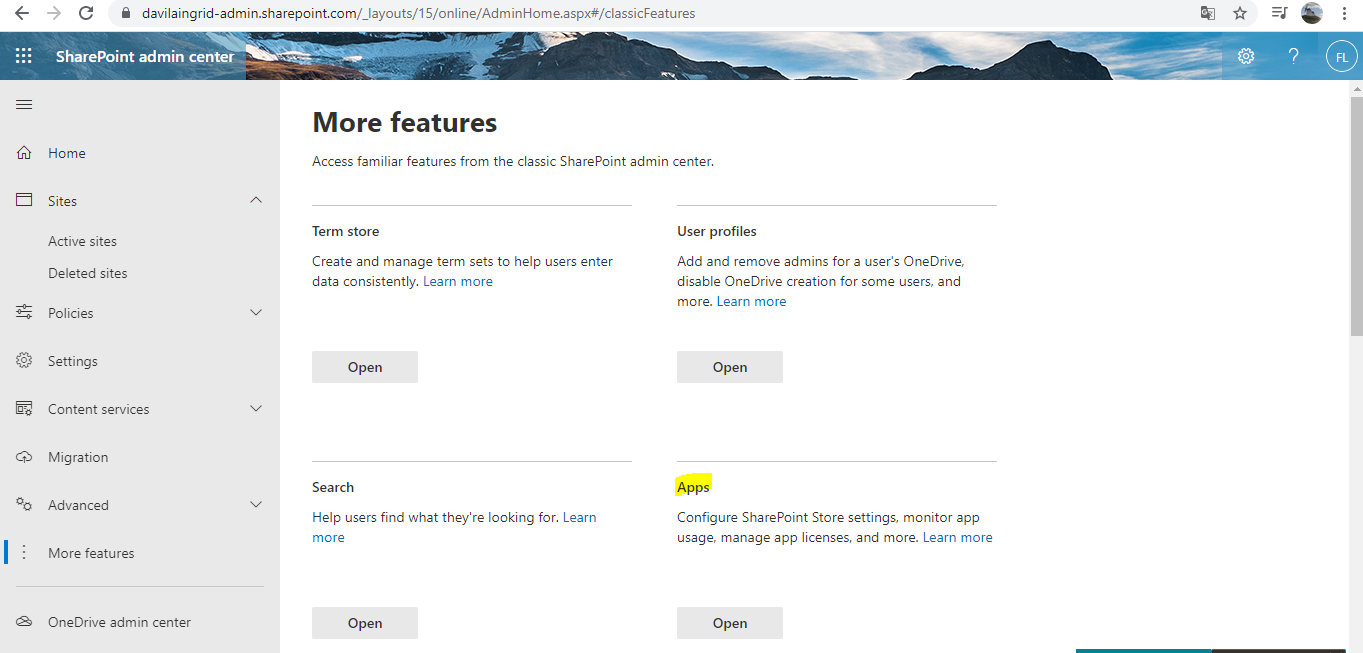 davilaingrid-admin.sharepoint.com/_layouts/15/online/AdminHome.aspx#/classicFeatures
SharePoint admin center
?
FL
Home
Sites
Active sites
Deleted sites
Policies
Settings
Content services
Migration
Advanced
More features
OneDrive admin center
More features
Access familiar features from the classic SharePoint admin center.
Term store
Create and manage term sets to help users enter
data consistently. Learn more
Open
User profiles
Add and remove admins for a user's OneDrive,
disable OneDrive creation for some users, and
more. Learn more
Open
Search
Help users find what they're looking for. Learn
more
Open
Apps
Configure SharePoint Store settings, monitor app
usage, manage app licenses, and more. Learn more
Open